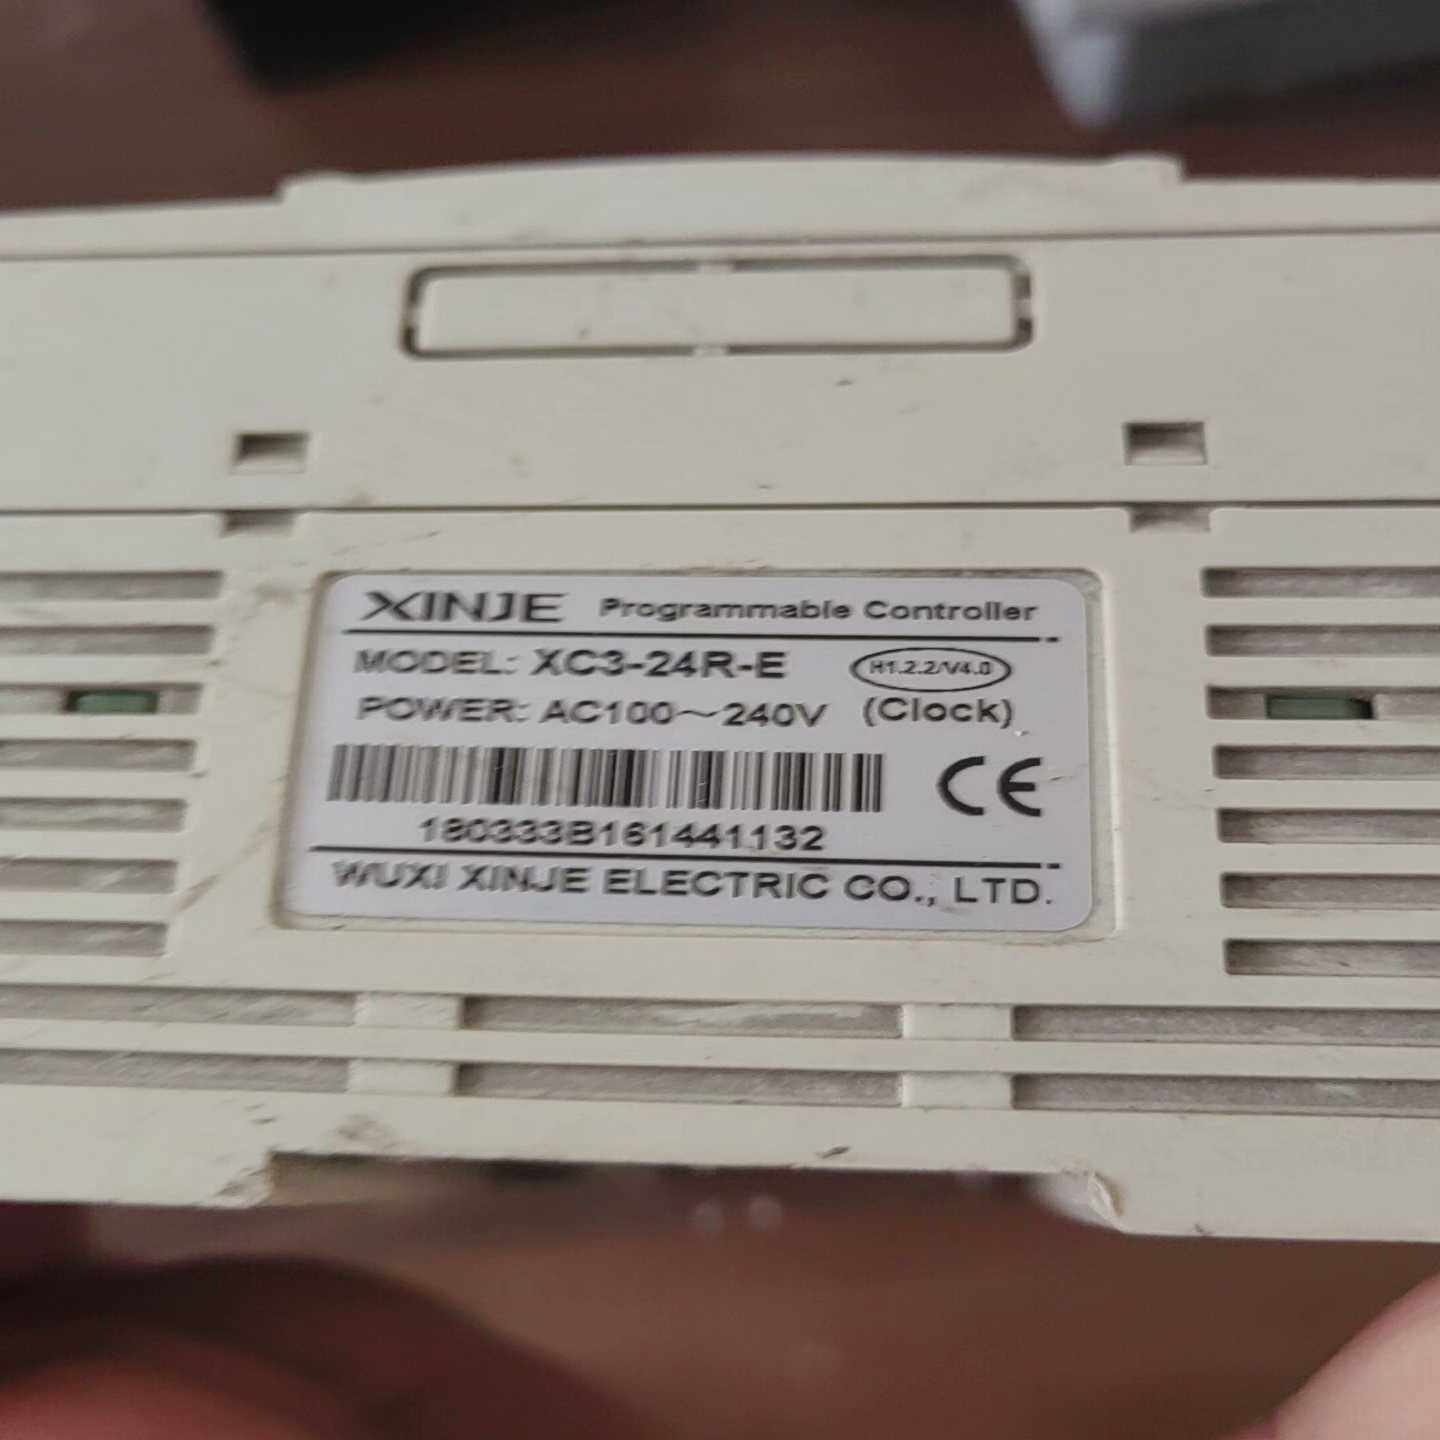 XINJE Programmable Controller
MODEL: XC3-24R-E H1.2.2/V4.0
POWER: AC100～240V (Clock)
CE
180333B161441132
WUXI XINJE ELECTRIC CO., LTD.